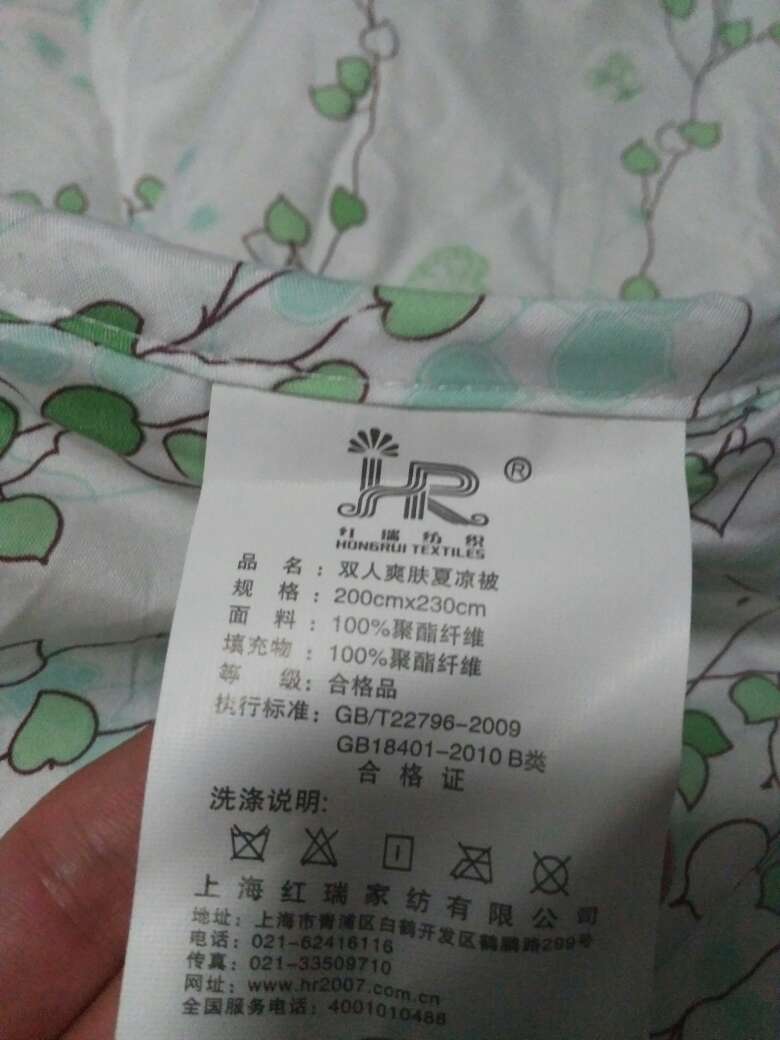 HR®
红瑞纺织
HONGRUI TEXTILES
品名：双人爽肤夏凉被
规格：200cmx230cm
面料：100%聚酯纤维
填充物：100%聚酯纤维
等级：合格品
执行标准：GB/T22796-2009
GB18401-2010 B类
合格证
洗涤说明:
上海红瑞家纺有限公司
地址：上海市青浦区白鹤开发区鹤鹏路299号
电话：021-62416116
传真：021-33509710
网址：www.hr2007.com.cn
全国服务电话：4001010488